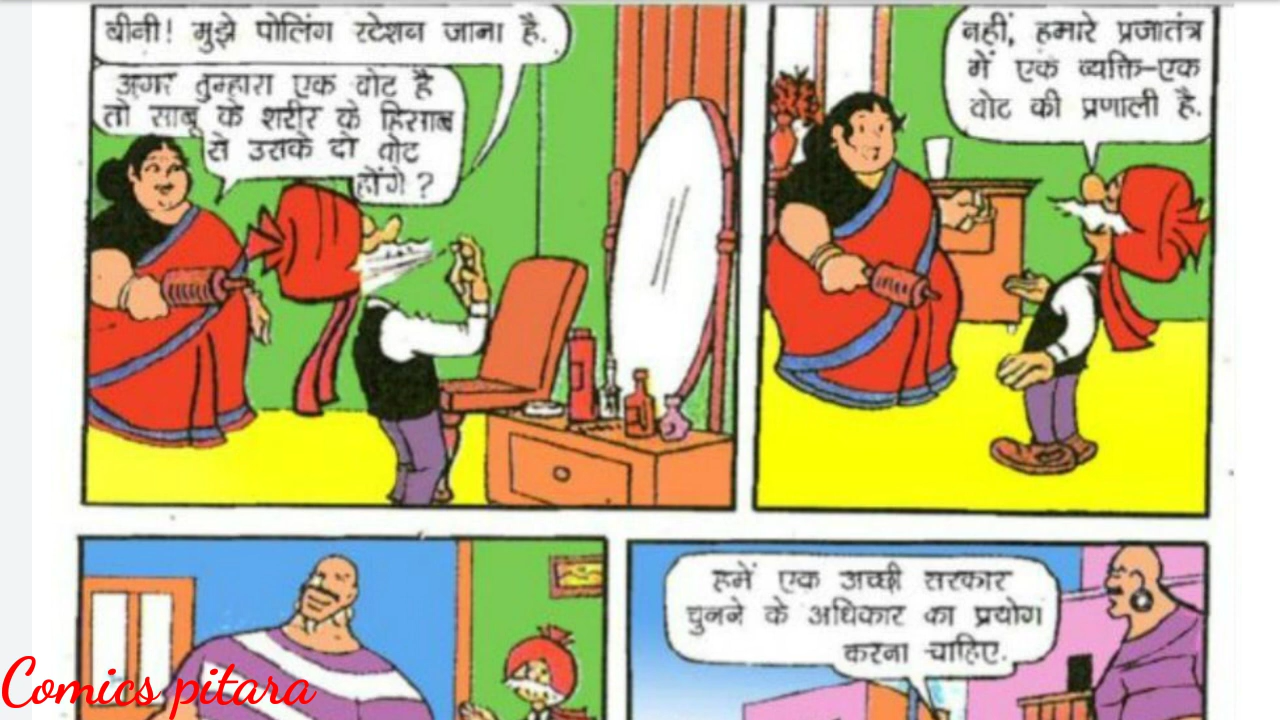 बीनी! मुझे पोलिंग स्टेशन जाना है.
अगर तुम्हारा एक वोट है
तो साबू के शरीर के हिसाब
से उसके दो वोट
होंगे?
नहीं, हमारे प्रजातंत्र
में एक व्यक्ति-एक
वोट की प्रणाली है.
हमें एक अच्छी सरकार
चुनने के अधिकार का प्रयोग
करना चाहिए.
Comics pitara